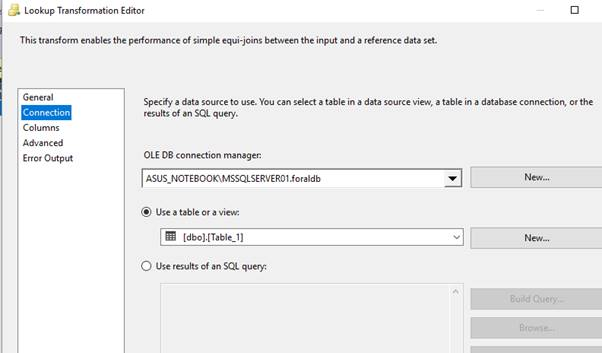 Lookup Transformation Editor
This transform enables the performance of simple equi-joins between the input and a reference data set.
General
Connection
Columns
Advanced
Error Output
Specify a data source to use. You can select a table in a data source view, a table in a database connection, or the
results of an SQL query.
OLE DB connection manager:
ASUS_NOTEBOOK\MSSQLSERVER01.foraldb
New...
Use a table or a view:
[dbo].[Table_1]
New...
Use results of an SQL query:
Build Query...
Browse...